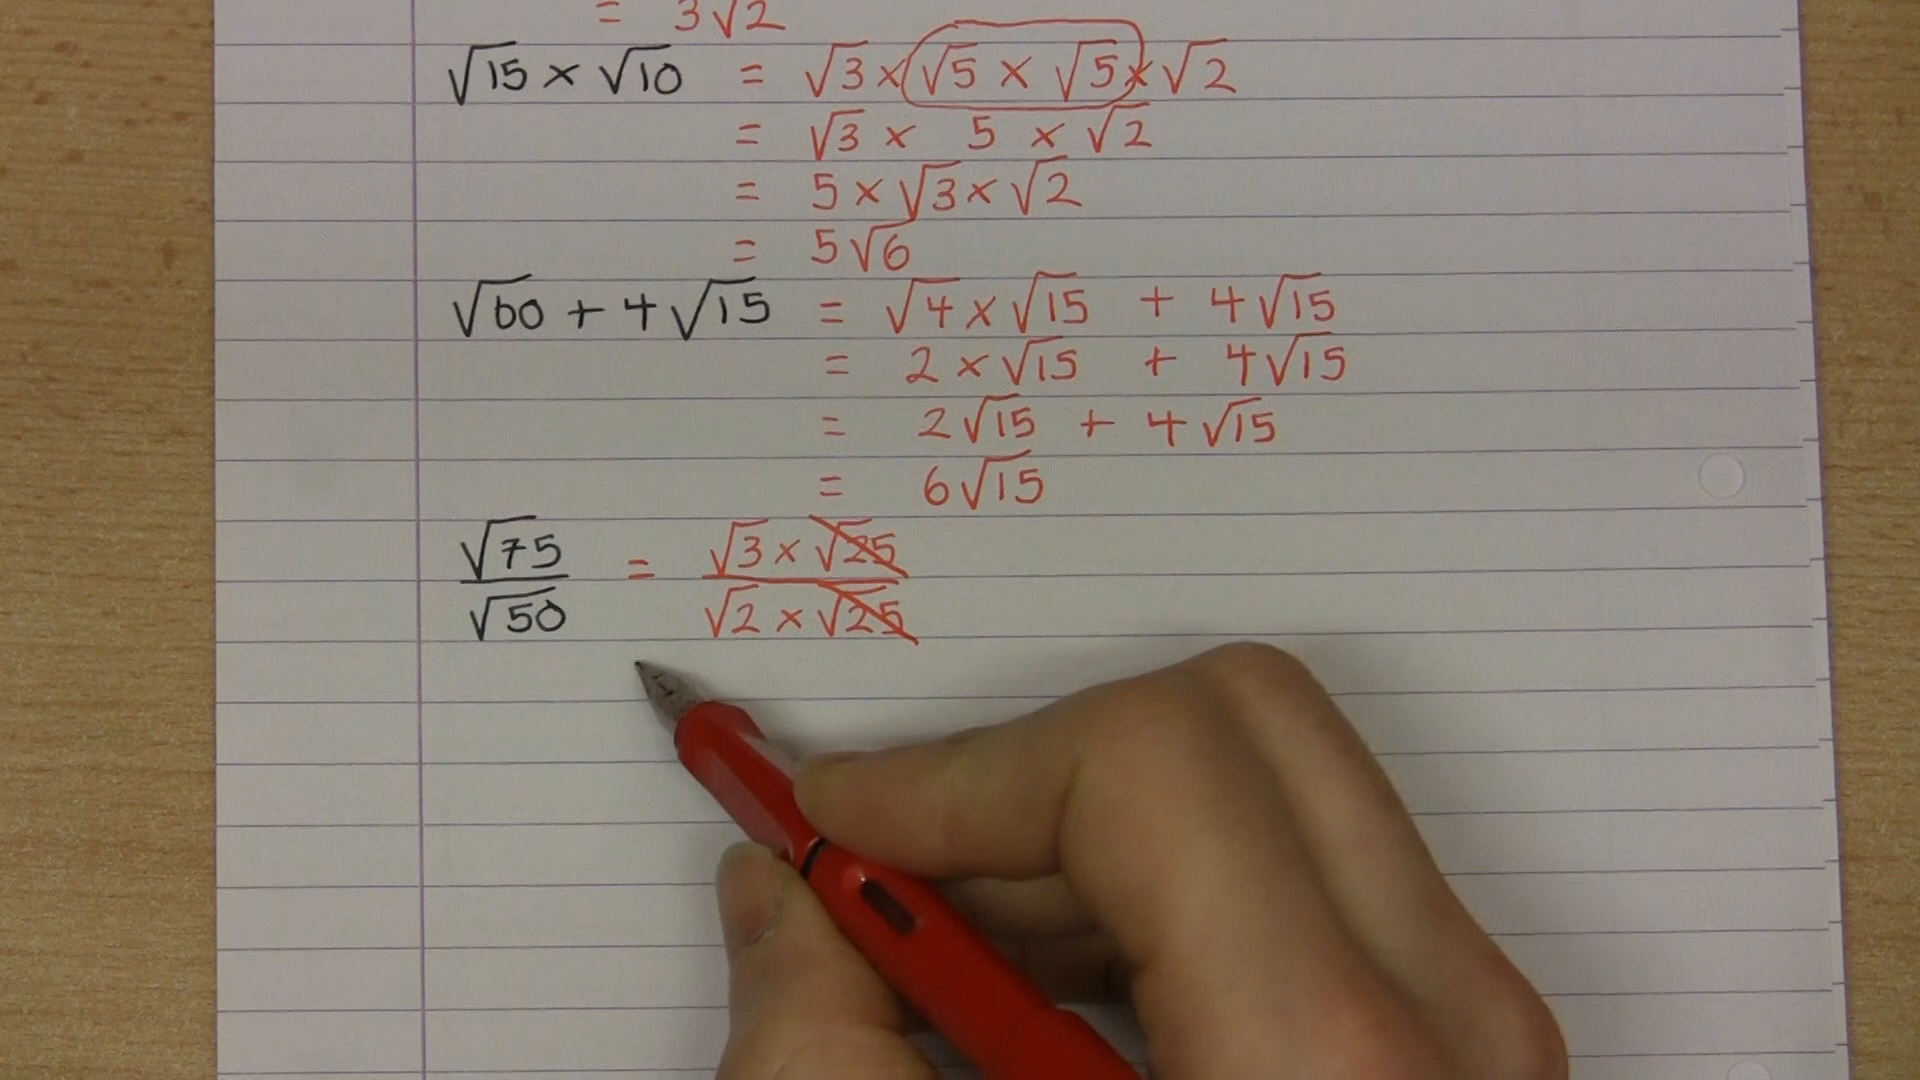 = 3√2
√15 × √10 = √3 × √5 × √5 × √2
= √3 × 5 × √2
= 5 × √3 × √2
= 5√6
√60 + 4√15 = √4 × √15 + 4√15
= 2 × √15 + 4√15
= 2√15 + 4√15
= 6√15
√75 / √50 = √3 × √25 / √2 × √25